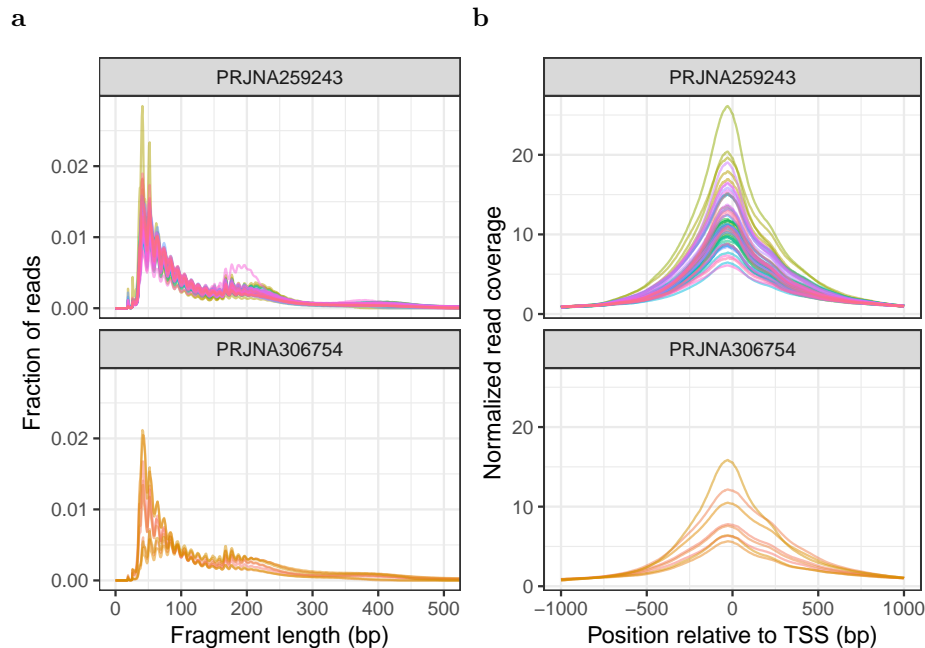 a
b
PRJNA259243
PRJNA259243
0.02
0.01
0.00
20
10
0
PRJNA306754
PRJNA306754
0.02
0.01
0.00
20
10
0
Fraction of reads
Normalized read coverage
0
100
200
300
400
500
−1000
−500
0
500
1000
Fragment length (bp)
Position relative to TSS (bp)